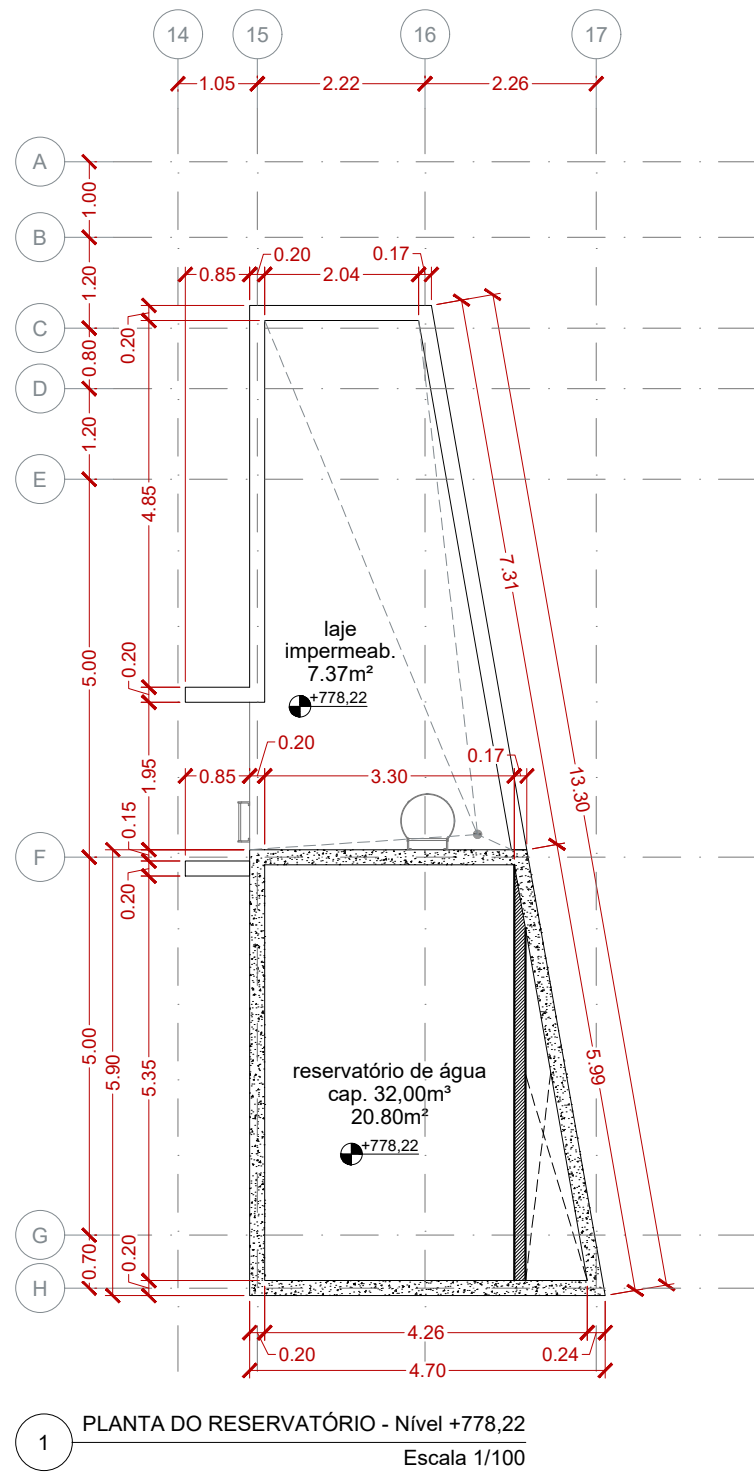 14 15 16 17
1.05 2.22 2.26
A
1.00
B
1.20
0.20 0.17
0.85 2.04
C
0.20
0.80
D
1.20
E
4.85
7.31
laje
impermeab.
7.37m²
+778,22
5.00
0.20
0.20 0.17
0.85 3.30
1.95
13.30
0.15
F
0.20
5.00
5.90
5.35
5.99
reservatório de água
cap. 32,00m³
20.80m²
+778,22
G
0.70
0.20
H
4.26
0.20 0.24
4.70
1
PLANTA DO RESERVATÓRIO - Nível +778,22
Escala 1/100